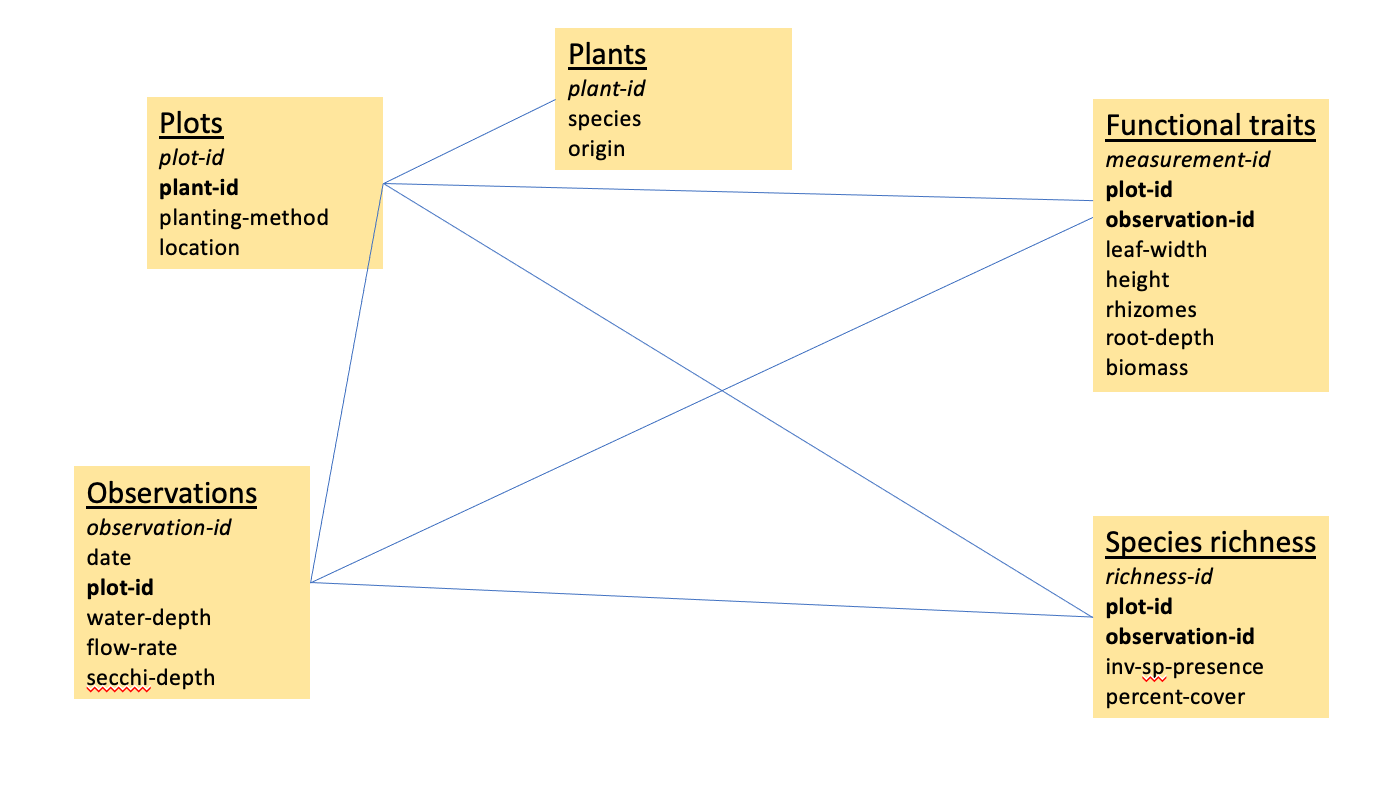 Plants
plant-id
species
origin
Plots
plot-id
plant-id
planting-method
location
Functional traits
measurement-id
plot-id
observation-id
leaf-width
height
rhizomes
root-depth
biomass
Observations
observation-id
date
plot-id
water-depth
flow-rate
secchi-depth
Species richness
richness-id
plot-id
observation-id
inv-sp-presence
percent-cover